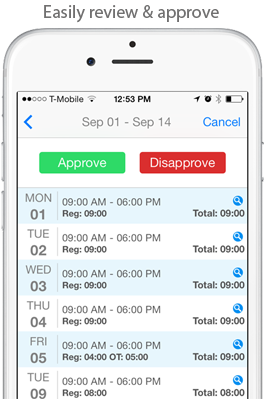 Easily review & approve
T-Mobile 12:53 PM
Sep 01 - Sep 14 Cancel
Approve Disapprove
MON 09:00 AM - 06:00 PM
01 Reg: 09:00 Total: 09:00
TUE 09:00 AM - 06:00 PM
02 Reg: 09:00 Total: 09:00
WED 09:00 AM - 06:00 PM
03 Reg: 09:00 Total: 09:00
THU 09:00 AM - 06:00 PM
04 Reg: 09:00 Total: 09:00
FRI 09:00 AM - 06:00 PM
05 Reg: 04:00 OT: 05:00 Total: 09:00
TUE 09:00 AM - 06:00 PM
09 Reg: 08:00 Total: 08:00